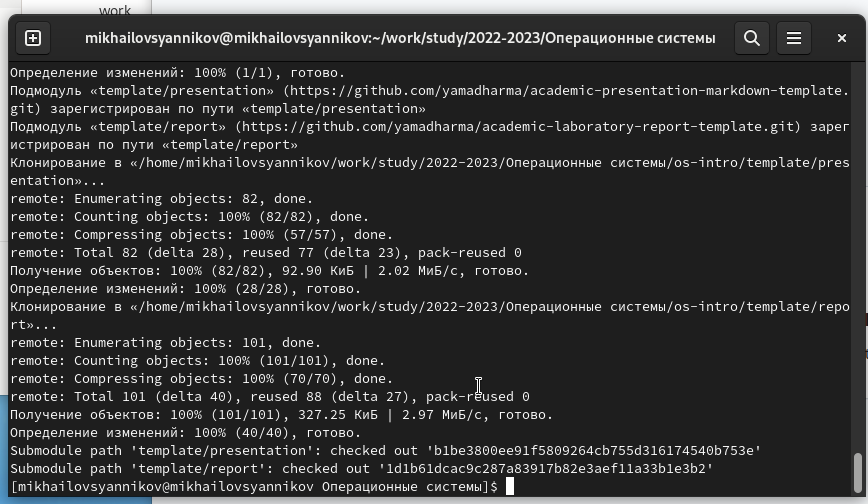 work
mikhailovsyannikov@mikhailovsyannikov:~/work/study/2022-2023/Операционные системы
Определение изменений: 100% (1/1), готово.
Подмодуль «template/presentation» (https://github.com/yamadharma/academic-presentation-markdown-template.
git) зарегистрирован по пути «template/presentation»
Подмодуль «template/report» (https://github.com/yamadharma/academic-laboratory-report-template.git) зарег
истрирован по пути «template/report»
Клонирование в «/home/mikhailovsyannikov/work/study/2022-2023/Операционные системы/os-intro/template/pres
entation»...
remote: Enumerating objects: 82, done.
remote: Counting objects: 100% (82/82), done.
remote: Compressing objects: 100% (57/57), done.
remote: Total 82 (delta 28), reused 77 (delta 23), pack-reused 0
Получение объектов: 100% (82/82), 92.90 КиБ | 2.02 МиБ/с, готово.
Определение изменений: 100% (28/28), готово.
Клонирование в «/home/mikhailovsyannikov/work/study/2022-2023/Операционные системы/os-intro/template/repo
rt»...
remote: Enumerating objects: 101, done.
remote: Counting objects: 100% (101/101), done.
remote: Compressing objects: 100% (70/70), done.
remote: Total 101 (delta 40), reused 88 (delta 27), pack-reused 0
Получение объектов: 100% (101/101), 327.25 КиБ | 2.97 МиБ/с, готово.
Определение изменений: 100% (40/40), готово.
Submodule path 'template/presentation': checked out 'b1be3800ee91f5809264cb755d316174540b753e'
Submodule path 'template/report': checked out '1d1b61dcac9c287a83917b82e3aef11a33b1e3b2'
[mikhailovsyannikov@mikhailovsyannikov Операционные системы]$